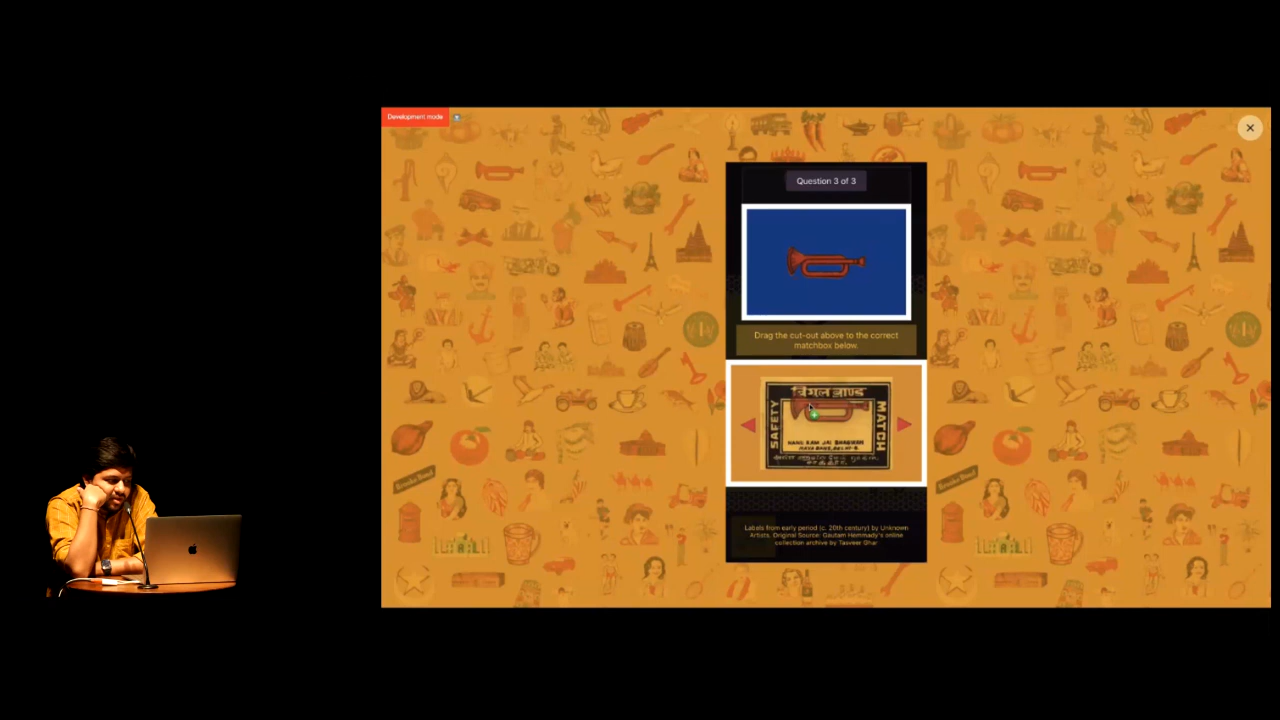 Development mode
Question 3 of 3
Drag the cut-out above to the correct
matchbox below.
बिगुल ब्राण्ड
SAFETY
MATCH
Labels from early period (c. 20th century) by Unknown
Artists. Original Source: Gautam Hemmady's online
collection archive by Tasveer Ghar